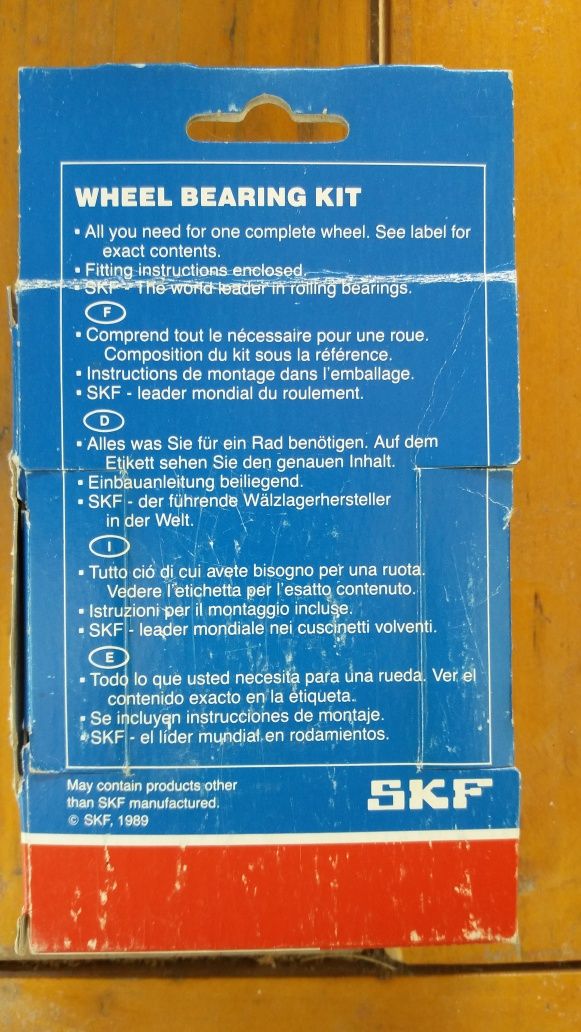 WHEEL BEARING KIT
▪ All you need for one complete wheel. See label for
exact contents.
▪ Fitting instructions enclosed.
▪ SKF - The world leader in rolling bearings.
F
▪ Comprend tout le nécessaire pour une roue.
Composition du kit sous la référence.
▪ Instructions de montage dans l'emballage.
▪ SKF - leader mondial du roulement.
D
▪ Alles was Sie für ein Rad benötigen. Auf dem
Etikett sehen Sie den genauen Inhalt.
▪ Einbauanleitung beiliegend.
▪ SKF - der führende Wälzlagerhersteller
in der Welt.
I
▪ Tutto ció di cui avete bisogno per una ruota.
Vedere l'etichetta per l'esatto contenuto.
▪ Istruzioni per il montaggio incluse.
▪ SKF - leader mondiale nei cuscinetti volventi.
E
▪ Todo lo que usted necesita para una rueda. Ver el
contenido exacto en la etiqueta.
▪ Se incluyen instrucciones de montaje.
▪ SKF - el líder mundial en rodamientos.
May contain products other
than SKF manufactured.
© SKF, 1989
SKF